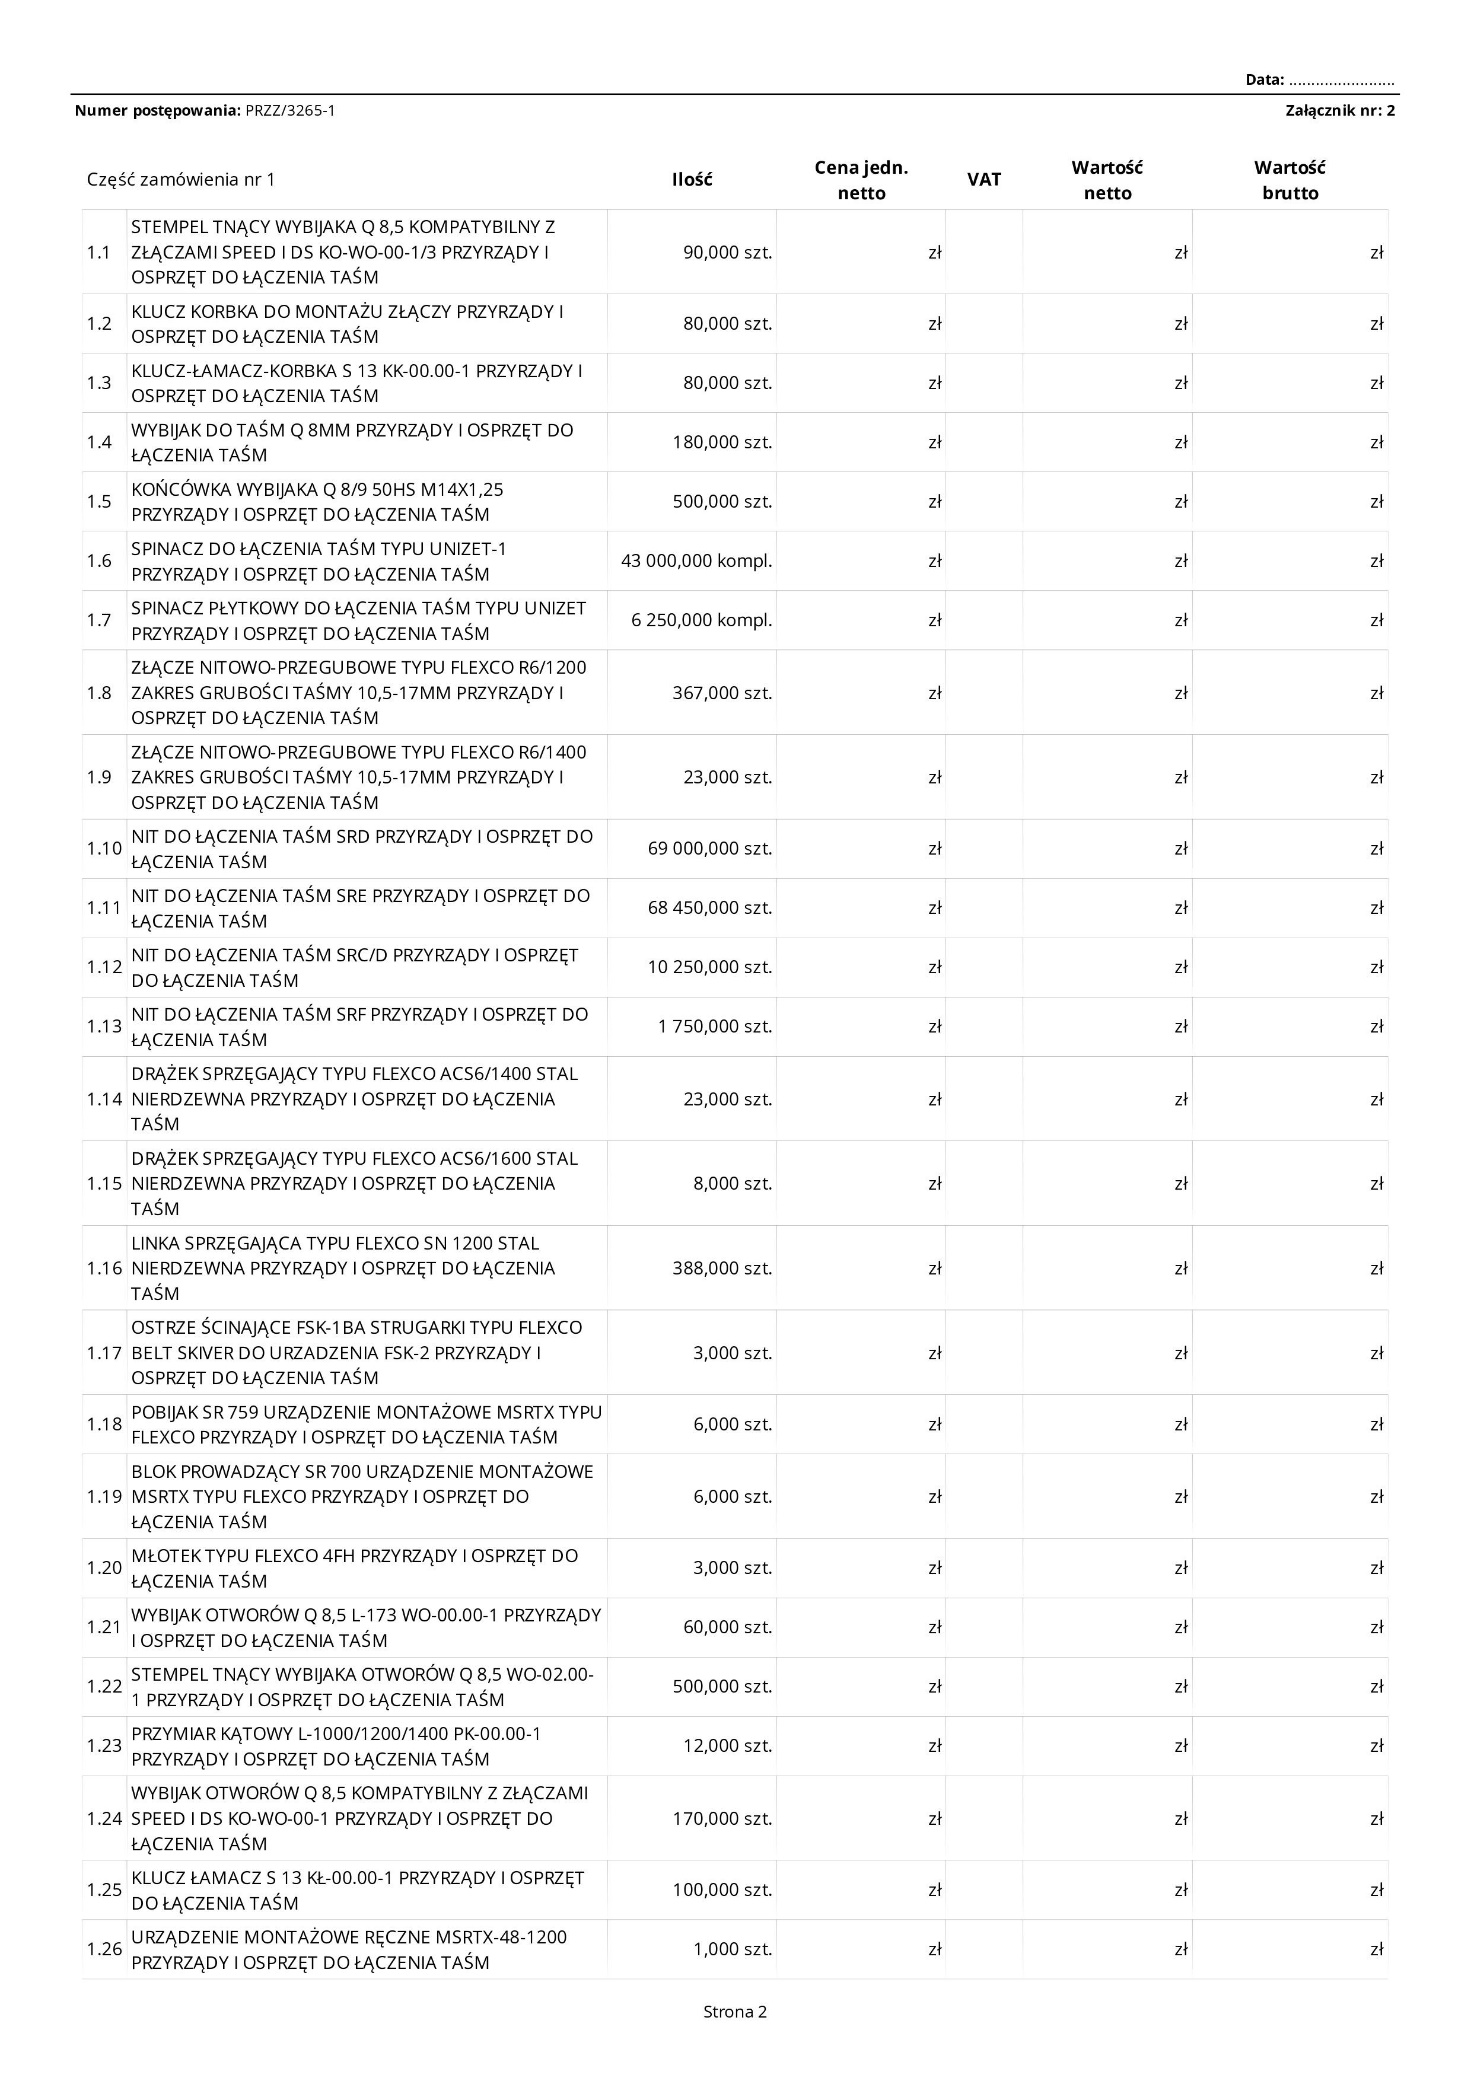 Data: ........................
Numer postępowania: PRZZ/3265-1 Załącznik nr: 2
Część zamówienia nr 1 Ilość Cena jedn. netto VAT Wartość netto Wartość brutto
1.1 STEMPEL TNĄCY WYBIJAKA Q 8,5 KOMPATYBILNY Z
ZŁĄCZAMI SPEED I DS KO-WO-00-1/3 PRZYRZĄDY I
OSPRZĘT DO ŁĄCZENIA TAŚM
90,000 szt. zł zł zł
1.2 KLUCZ KORBKA DO MONTAŻU ZŁĄCZY PRZYRZĄDY I
OSPRZĘT DO ŁĄCZENIA TAŚM
80,000 szt. zł zł zł
1.3 KLUCZ-ŁAMACZ-KORBKA S 13 KK-00.00-1 PRZYRZĄDY I
OSPRZĘT DO ŁĄCZENIA TAŚM
80,000 szt. zł zł zł
1.4 WYBIJAK DO TAŚM Q 8MM PRZYRZĄDY I OSPRZĘT DO
ŁĄCZENIA TAŚM
180,000 szt. zł zł zł
1.5 KOŃCÓWKA WYBIJAKA Q 8/9 50HS M14X1,25
PRZYRZĄDY I OSPRZĘT DO ŁĄCZENIA TAŚM
500,000 szt. zł zł zł
1.6 SPINACZ DO ŁĄCZENIA TAŚM TYPU UNIZET-1
PRZYRZĄDY I OSPRZĘT DO ŁĄCZENIA TAŚM
43 000,000 kompl. zł zł zł
1.7 SPINACZ PŁYTKOWY DO ŁĄCZENIA TAŚM TYPU UNIZET
PRZYRZĄDY I OSPRZĘT DO ŁĄCZENIA TAŚM
6 250,000 kompl. zł zł zł
1.8 ZŁĄCZE NITOWO-PRZEGUBOWE TYPU FLEXCO R6/1200
ZAKRES GRUBOŚCI TAŚMY 10,5-17MM PRZYRZĄDY I
OSPRZĘT DO ŁĄCZENIA TAŚM
367,000 szt. zł zł zł
1.9 ZŁĄCZE NITOWO-PRZEGUBOWE TYPU FLEXCO R6/1400
ZAKRES GRUBOŚCI TAŚMY 10,5-17MM PRZYRZĄDY I
OSPRZĘT DO ŁĄCZENIA TAŚM
23,000 szt. zł zł zł
1.10 NIT DO ŁĄCZENIA TAŚM SRD PRZYRZĄDY I OSPRZĘT DO
ŁĄCZENIA TAŚM
69 000,000 szt. zł zł zł
1.11 NIT DO ŁĄCZENIA TAŚM SRE PRZYRZĄDY I OSPRZĘT DO
ŁĄCZENIA TAŚM
68 450,000 szt. zł zł zł
1.12 NIT DO ŁĄCZENIA TAŚM SRC/D PRZYRZĄDY I OSPRZĘT
DO ŁĄCZENIA TAŚM
10 250,000 szt. zł zł zł
1.13 NIT DO ŁĄCZENIA TAŚM SRF PRZYRZĄDY I OSPRZĘT DO
ŁĄCZENIA TAŚM
1 750,000 szt. zł zł zł
1.14 DRĄŻEK SPRZĘGAJĄCY TYPU FLEXCO ACS6/1400 STAL
NIERDZEWNA PRZYRZĄDY I OSPRZĘT DO ŁĄCZENIA
TAŚM
23,000 szt. zł zł zł
1.15 DRĄŻEK SPRZĘGAJĄCY TYPU FLEXCO ACS6/1600 STAL
NIERDZEWNA PRZYRZĄDY I OSPRZĘT DO ŁĄCZENIA
TAŚM
8,000 szt. zł zł zł
1.16 LINKA SPRZĘGAJĄCA TYPU FLEXCO SN 1200 STAL
NIERDZEWNA PRZYRZĄDY I OSPRZĘT DO ŁĄCZENIA
TAŚM
388,000 szt. zł zł zł
1.17 OSTRZE ŚCINAJĄCE FSK-1BA STRUGARKI TYPU FLEXCO
BELT SKIVER DO URZADZENIA FSK-2 PRZYRZĄDY I
OSPRZĘT DO ŁĄCZENIA TAŚM
3,000 szt. zł zł zł
1.18 POBIJAK SR 759 URZĄDZENIE MONTAŻOWE MSRTX TYPU
FLEXCO PRZYRZĄDY I OSPRZĘT DO ŁĄCZENIA TAŚM
6,000 szt. zł zł zł
1.19 BLOK PROWADZĄCY SR 700 URZĄDZENIE MONTAŻOWE
MSRTX TYPU FLEXCO PRZYRZĄDY I OSPRZĘT DO
ŁĄCZENIA TAŚM
6,000 szt. zł zł zł
1.20 MŁOTEK TYPU FLEXCO 4FH PRZYRZĄDY I OSPRZĘT DO
ŁĄCZENIA TAŚM
3,000 szt. zł zł zł
1.21 WYBIJAK OTWORÓW Q 8,5 L-173 WO-00.00-1 PRZYRZĄDY
I OSPRZĘT DO ŁĄCZENIA TAŚM
60,000 szt. zł zł zł
1.22 STEMPEL TNĄCY WYBIJAKA OTWORÓW Q 8,5 WO-02.00-
1 PRZYRZĄDY I OSPRZĘT DO ŁĄCZENIA TAŚM
500,000 szt. zł zł zł
1.23 PRZYMIAR KĄTOWY L-1000/1200/1400 PK-00.00-1
PRZYRZĄDY I OSPRZĘT DO ŁĄCZENIA TAŚM
12,000 szt. zł zł zł
1.24 WYBIJAK OTWORÓW Q 8,5 KOMPATYBILNY Z ZŁĄCZAMI
SPEED I DS KO-WO-00-1 PRZYRZĄDY I OSPRZĘT DO
ŁĄCZENIA TAŚM
170,000 szt. zł zł zł
1.25 KLUCZ ŁAMACZ S 13 KŁ-00.00-1 PRZYRZĄDY I OSPRZĘT
DO ŁĄCZENIA TAŚM
100,000 szt. zł zł zł
1.26 URZĄDZENIE MONTAŻOWE RĘCZNE MSRTX-48-1200
PRZYRZĄDY I OSPRZĘT DO ŁĄCZENIA TAŚM
1,000 szt. zł zł zł
Strona 2